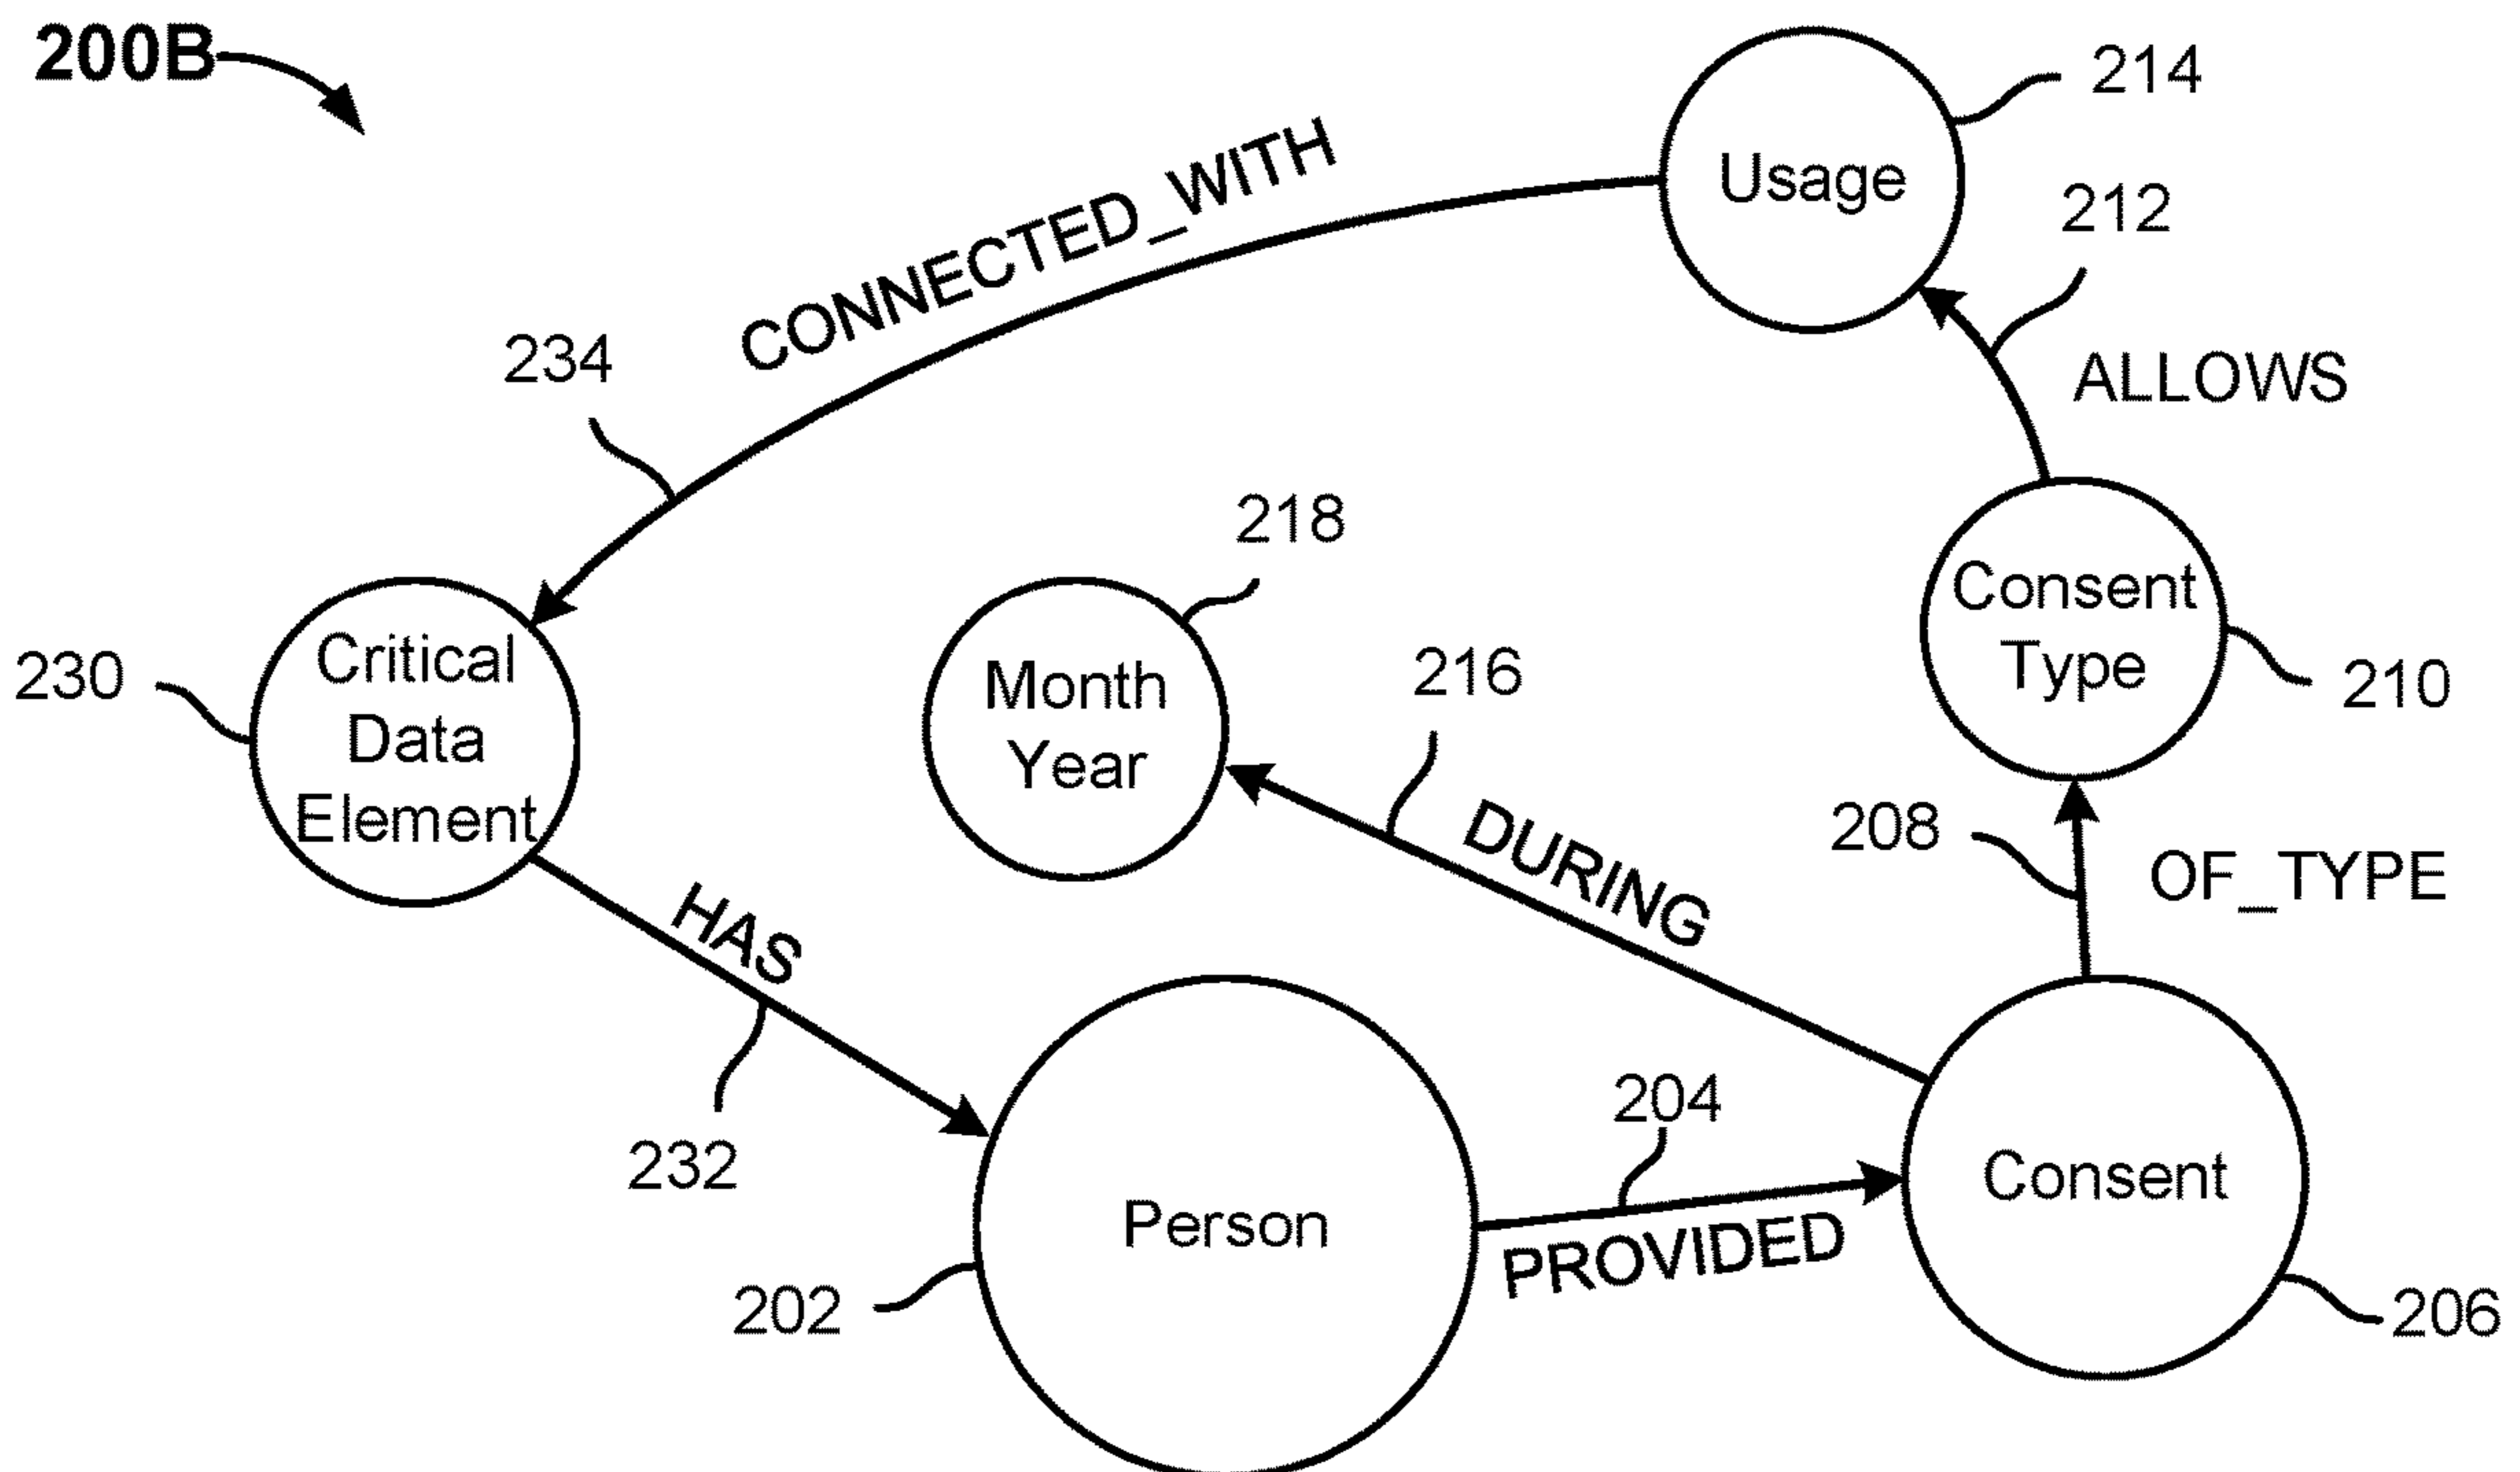 200B
214
Usage
212
CONNECTED_WITH
234
ALLOWS
218
Consent
Type
210
Critical
Data
Element
230
Month
Year
216
208
OF_TYPE
DURING
HAS
232
204
Person
PROVIDED
Consent
202
206